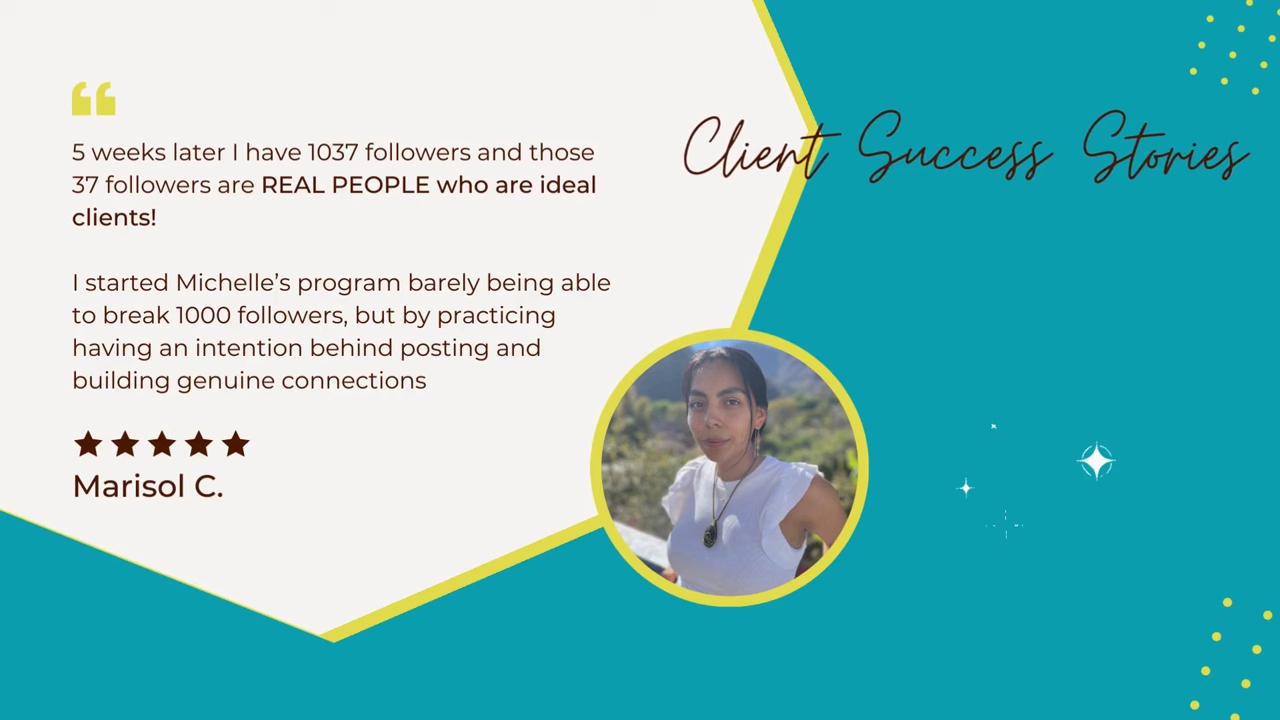 Client Success Stories
“
5 weeks later I have 1037 followers and those
37 followers are REAL PEOPLE who are ideal
clients!
I started Michelle’s program barely being able
to break 1000 followers, but by practicing
having an intention behind posting and
building genuine connections
Marisol C.